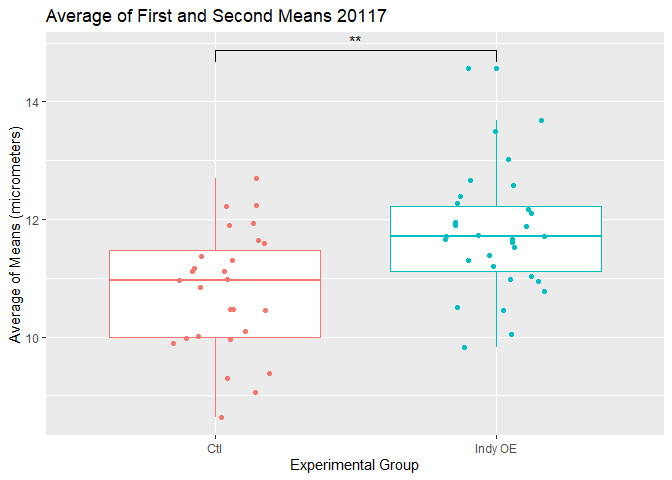 Average of First and Second Means 20117
**
14
12
10
Average of Means (micrometers)
Ctl
Indy OE
Experimental Group